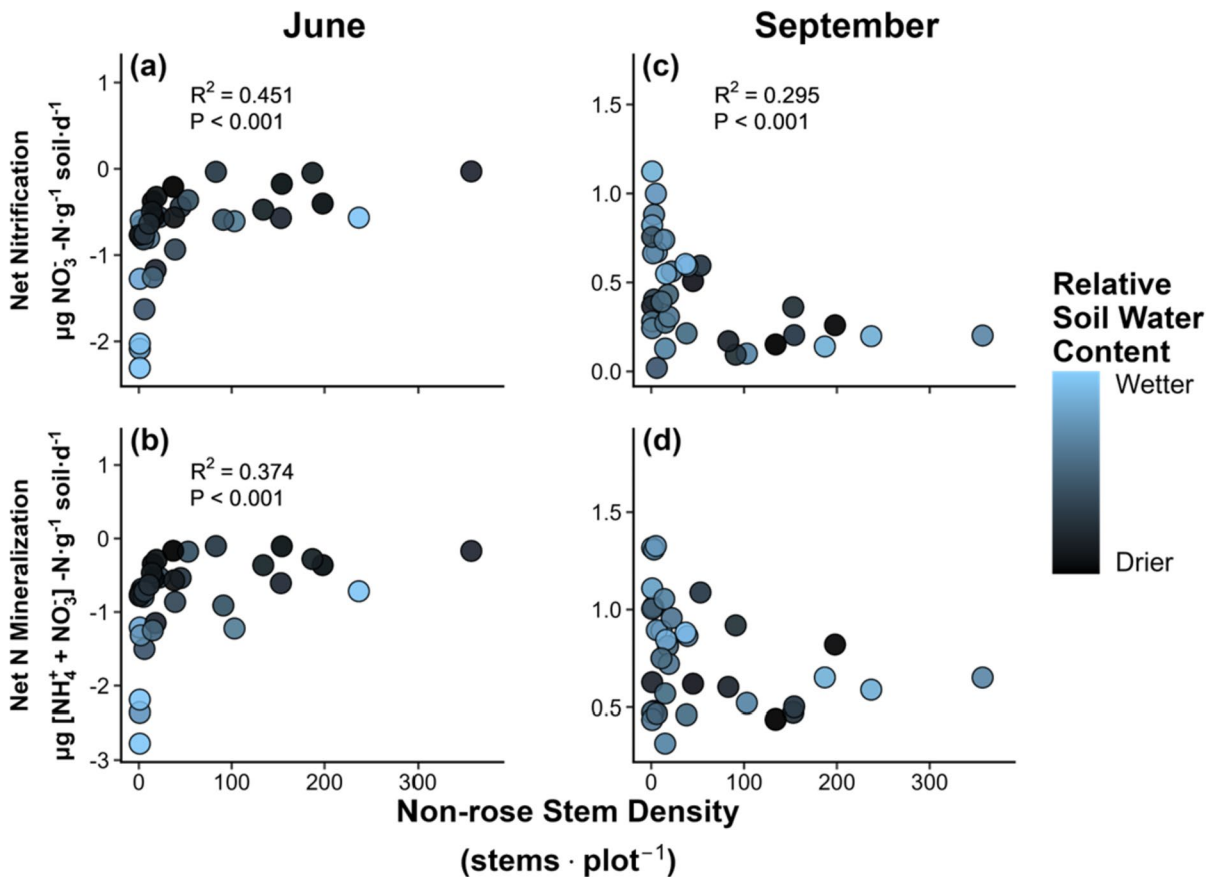 June
September
(a)
R² = 0.451
P < 0.001
1
0
-1
-2
Net Nitrification
µg NO₃⁻ -N·g⁻¹ soil·d⁻¹
(c)
R² = 0.295
P < 0.001
1.5
1.0
0.5
0.0
(b)
R² = 0.374
P < 0.001
1
0
-1
-2
-3
0 100 200 300
Net N Mineralization
µg [NH₄⁺ + NO₃⁻] -N·g⁻¹ soil·d⁻¹
(d)
1.5
1.0
0.5
0 100 200 300
Non-rose Stem Density
(stems · plot⁻¹)
Relative
Soil Water
Content
Wetter
Drier